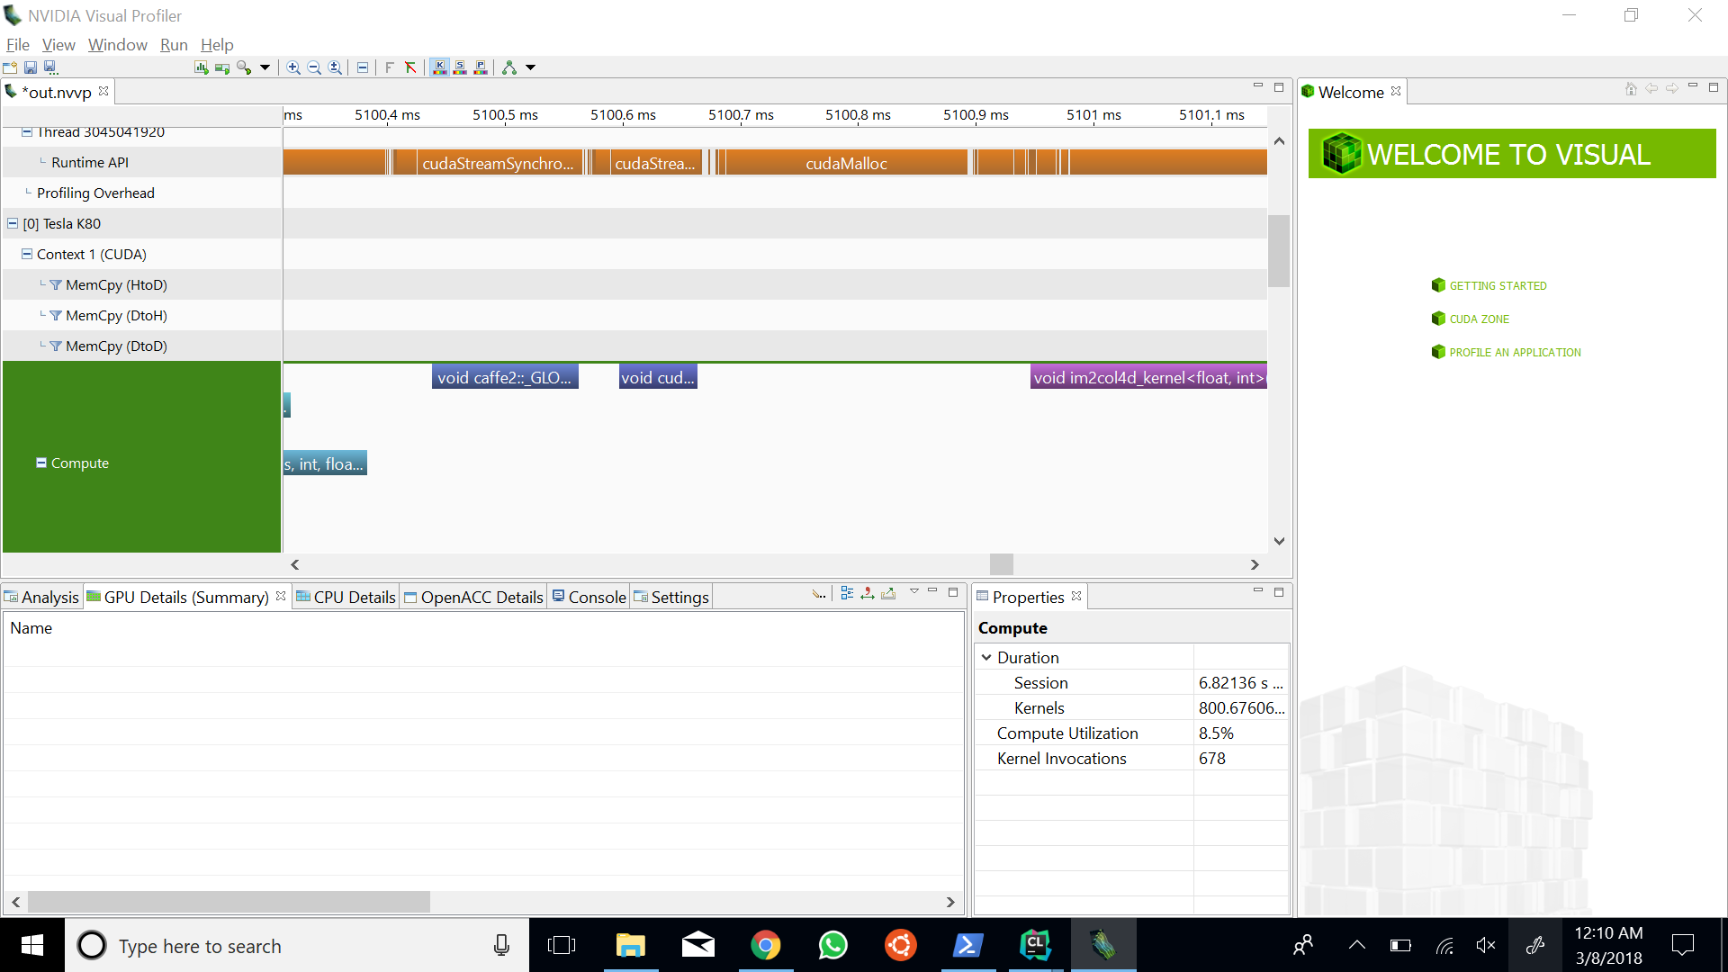 NVIDIA Visual Profiler
File View Window Run Help
*out.nvvp
ms 5100.4 ms 5100.5 ms 5100.6 ms 5100.7 ms 5100.8 ms 5100.9 ms 5101 ms 5101.1 ms
Thread 3045041920
Runtime API
cudaStreamSynchro... cudaStrea... cudaMalloc
Profiling Overhead
[0] Tesla K80
Context 1 (CUDA)
MemCpy (HtoD)
MemCpy (DtoH)
MemCpy (DtoD)
void caffe2::_GLO... void cud... void im2col4d_kernel<float, int>(
Compute
s, int, floa...
Welcome
WELCOME TO VISUAL
GETTING STARTED
CUDA ZONE
PROFILE AN APPLICATION
Analysis GPU Details (Summary) CPU Details OpenACC Details Console Settings
Name
Properties
Compute
Duration
Session 6.82136 s ...
Kernels 800.67606...
Compute Utilization 8.5%
Kernel Invocations 678
Type here to search
CL
12:10 AM
3/8/2018